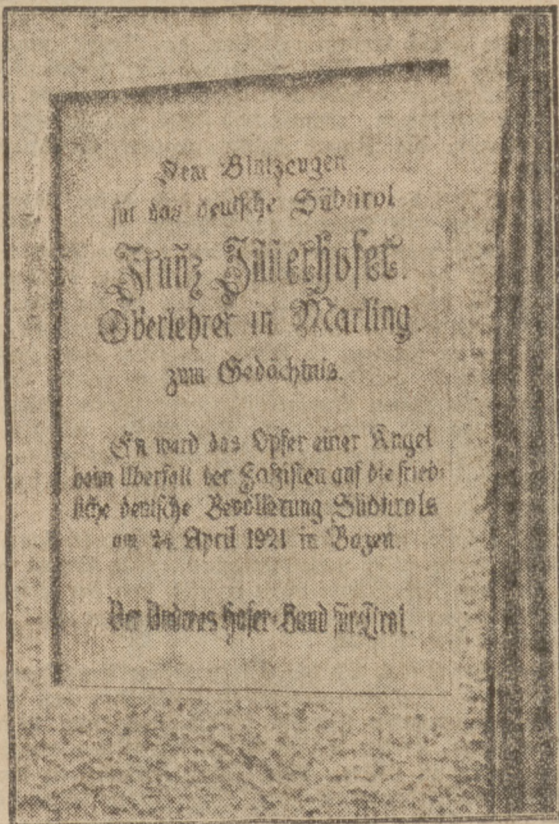 Dem Blutzeugen
für das deutsche Südtirol
Franz Innerhofer
Oberlehrer in Marling
zum Gedächtnis.
Er ward das Opfer einer Kugel
beim Überfall der Faszisten auf die fried-
liche deutsche Bevölkerung Südtirols
am 24. April 1921 in Bozen.
Der Andreas Hofer-Bund für Tirol.